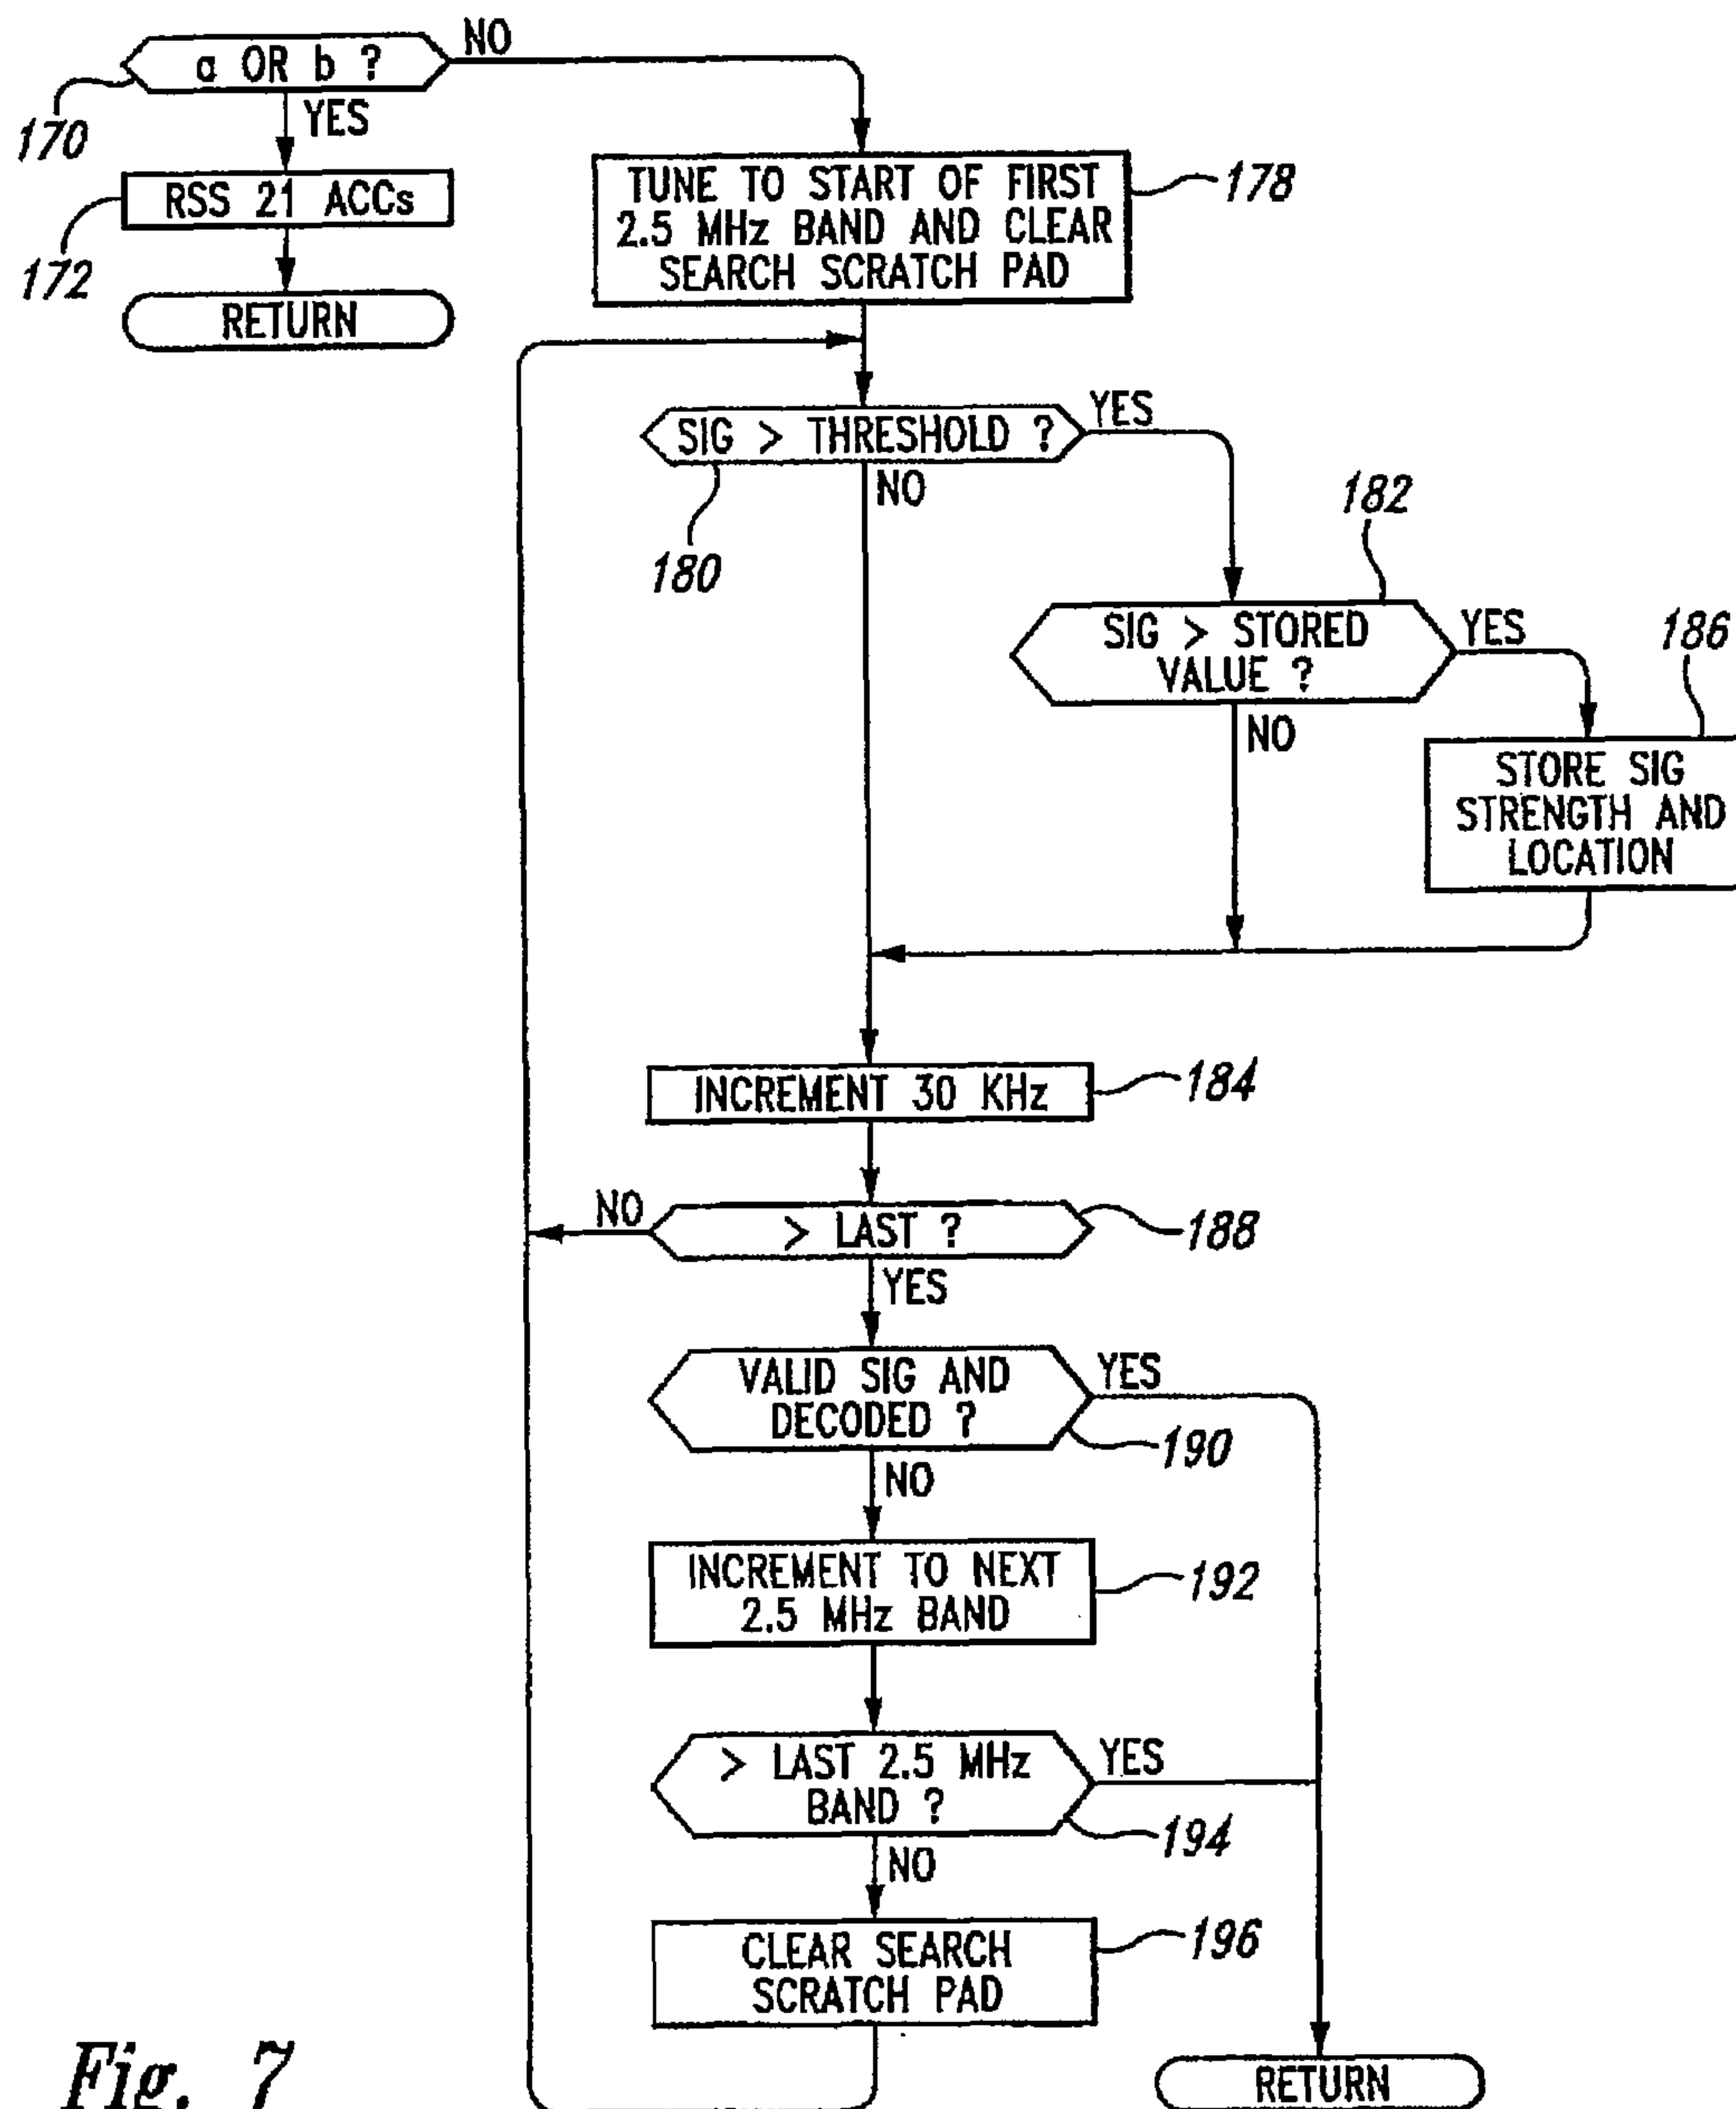 a OR b ?
NO
170
YES
RSS 21 ACCs
172
RETURN
TUNE TO START OF FIRST
2.5 MHz BAND AND CLEAR
SEARCH SCRATCH PAD
178
SIG > THRESHOLD ?
YES
NO
180
182
SIG > STORED
VALUE ?
YES
NO
186
STORE SIG
STRENGTH AND
LOCATION
INCREMENT 30 KHz
184
NO
> LAST ?
188
YES
VALID SIG AND
DECODED ?
YES
190
NO
INCREMENT TO NEXT
2.5 MHz BAND
192
> LAST 2.5 MHz
BAND ?
YES
194
NO
CLEAR SEARCH
SCRATCH PAD
196
RETURN
Fig. 7